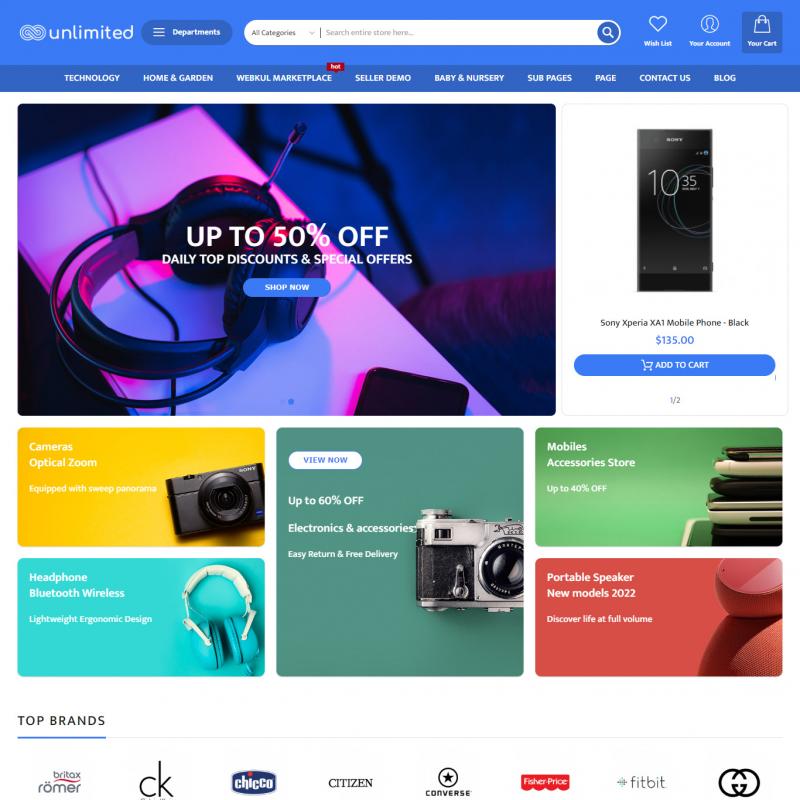 unlimited
Departments
All Categories
Search entire store here...
Wish List
Your Account
Your Cart
TECHNOLOGY
HOME & GARDEN
WEBKUL MARKETPLACE
hot
SELLER DEMO
BABY & NURSERY
SUB PAGES
PAGE
CONTACT US
BLOG
UP TO 50% OFF
DAILY TOP DISCOUNTS & SPECIAL OFFERS
SHOP NOW
SONY
10 35
Sony Xperia XA1 Mobile Phone - Black
$135.00
ADD TO CART
1/2
Cameras
Optical Zoom
Equipped with sweep panorama
SONY
VIEW NOW
Up to 60% OFF
Electronics & accessories
Easy Return & Free Delivery
Mobiles
Accessories Store
Up to 40% OFF
Headphone
Bluetooth Wireless
Lightweight Ergonomic Design
Portable Speaker
New models 2022
Discover life at full volume
TOP BRANDS
britax
römer
ck
chicco
CITIZEN
CONVERSE
Fisher-Price
fitbit